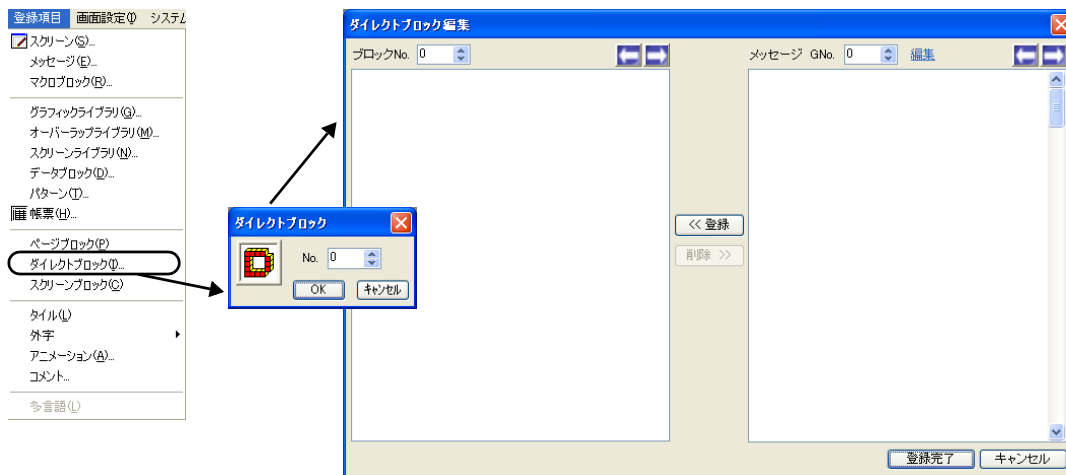 登録項目 画面設定(I) システム
スクリーン(S)...
メッセージ(E)...
マクロブロック(R)...
グラフィックライブラリ(G)...
オーバーラップライブラリ(M)...
スクリーンライブラリ(N)...
データブロック(D)...
パターン(T)...
帳票(H)...
ページブロック(P)
ダイレクトブロック(I)...
スクリーンブロック(C)
タイル(L)
外字
アニメーション(A)...
コメント...
多言語(L)
ダイレクトブロック
No. 0
OK キャンセル
ダイレクトブロック編集
ブロックNo. 0
メッセージ GNo. 0 編集
<< 登録
削除 >>
登録完了 キャンセル